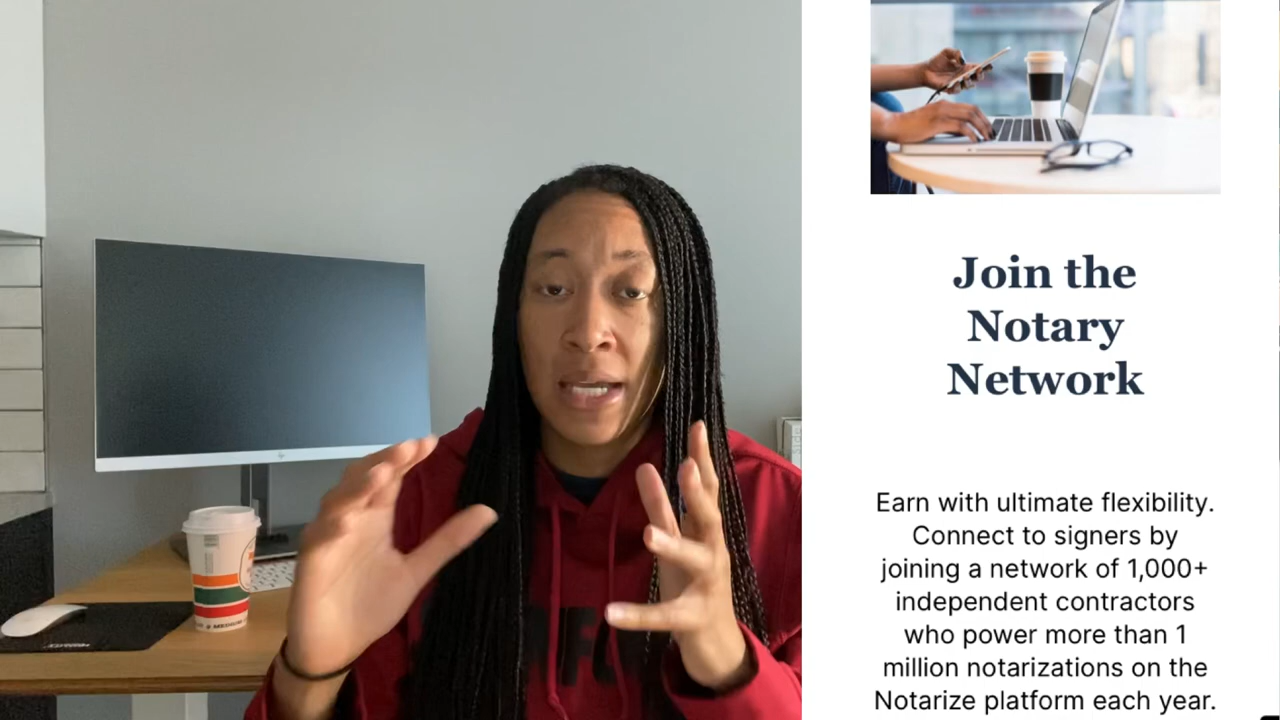 hp
Join the
Notary
Network
Earn with ultimate flexibility.
Connect to signers by
joining a network of 1,000+
independent contractors
who power more than 1
million notarizations on the
Notarize platform each year.